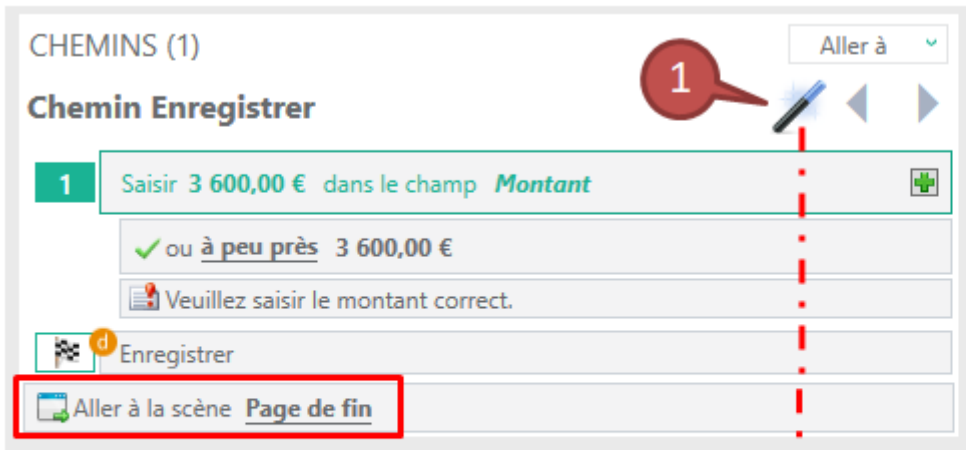 CHEMINS (1)
Aller à
1
Chemin Enregistrer
1 Saisir 3 600,00 € dans le champ Montant
ou à peu près 3 600,00 €
Veuillez saisir le montant correct.
d Enregistrer
Aller à la scène Page de fin